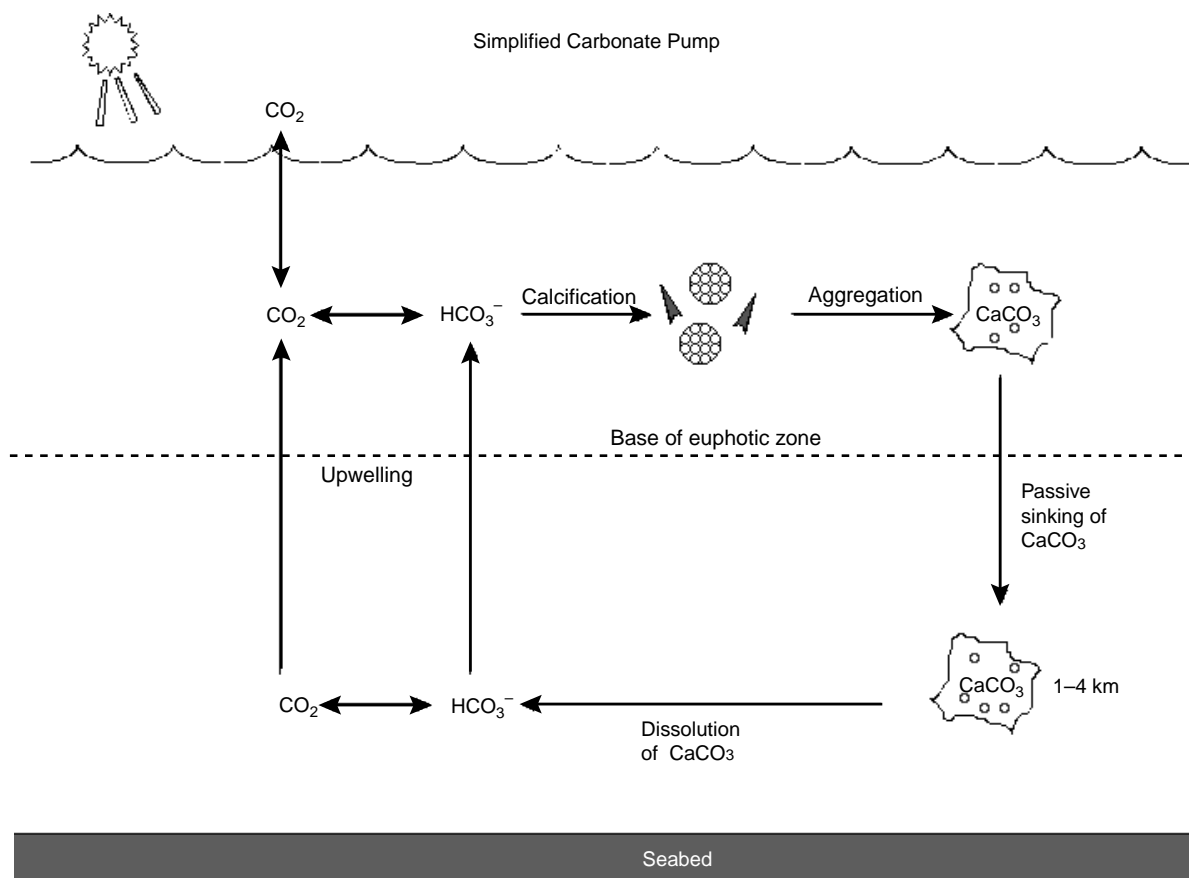 Simplified Carbonate Pump
CO₂
CO₂
HCO₃⁻
Calcification
Aggregation
CaCO₃
Base of euphotic zone
Upwelling
Passive
sinking of
CaCO₃
CO₂
HCO₃⁻
Dissolution
of CaCO₃
CaCO₃
1–4 km
Seabed